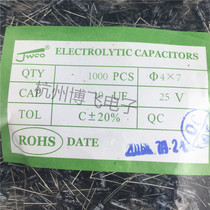 JWCO
ELECTROLYTIC CAPACITORS
QTY 1000 PCS Φ4×7
CAP UF 25 V
杭州博飞电子
TOL C±20% QC
ROHS DATE